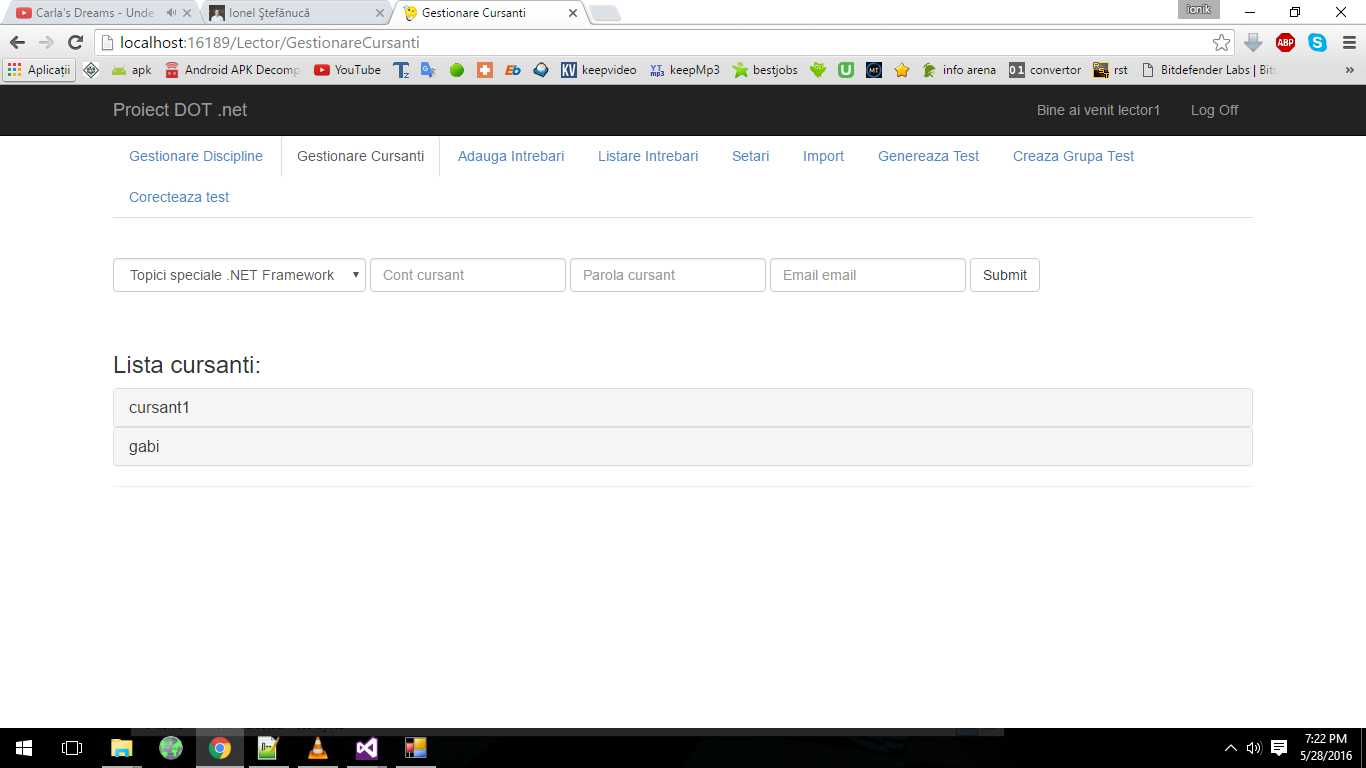 Carla's Dreams - Unde
Ionel Ştefănucă
Gestionare Cursanti
ionik
localhost:16189/Lector/GestionareCursanti
ABP
Aplicații
apk
Android APK Decomp
YouTube
keepvideo
keepMp3
bestjobs
info arena
convertor
rst
Bitdefender Labs | Bitd
»
Proiect DOT .net
Bine ai venit lector1
Log Off
Gestionare Discipline
Gestionare Cursanti
Adauga Intrebari
Listare Intrebari
Setari
Import
Genereaza Test
Creaza Grupa Test
Corecteaza test
Topici speciale .NET Framework
Cont cursant
Parola cursant
Email email
Submit
Lista cursanti:
cursant1
gabi
7:22 PM
5/28/2016